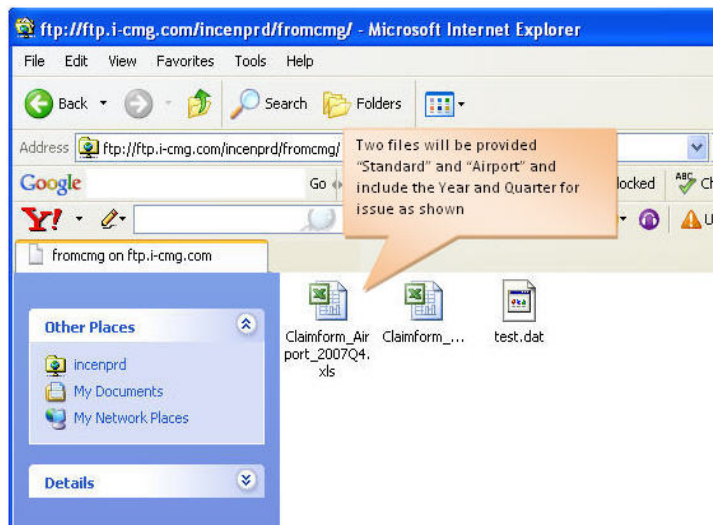 ftp://ftp.i-cmg.com/incenprd/fromcmg/ - Microsoft Internet Explorer
File Edit View Favorites Tools Help
Back Search Folders
Address ftp://ftp.i-cmg.com/incenprd/fromcmg/
Two files will be provided
"Standard" and "Airport" and
include the Year and Quarter for
issue as shown
Google Go locked ABC Ch
Y! U
fromcmg on ftp.i-cmg.com
Other Places
incenprd
My Documents
My Network Places
Details
Claimform_Air
port_2007Q4.
xls
Claimform_...
test.dat